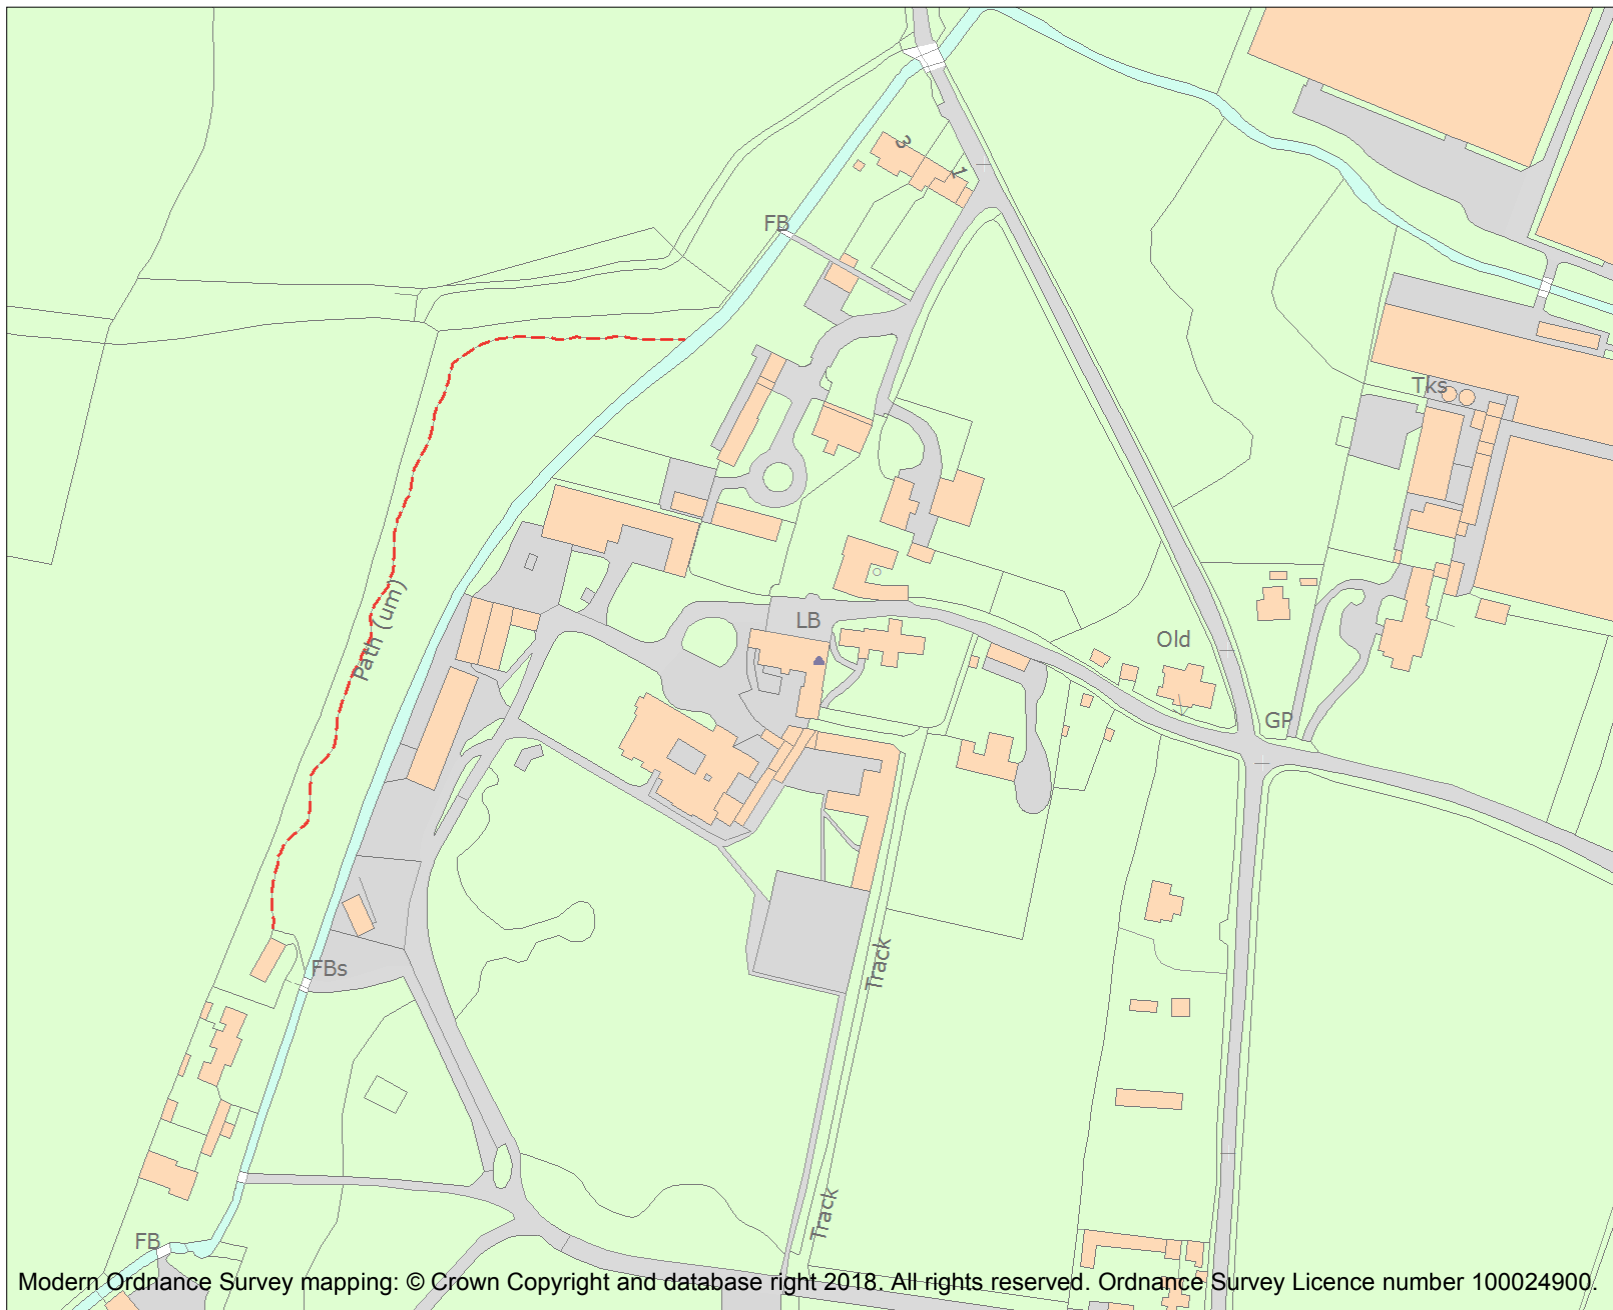 3
1
FB
Tks
Path (um)
LB
Old
GP
FBs
Track
Track
FB
Modern Ordnance Survey mapping: © Crown Copyright and database right 2018. All rights reserved. Ordnance Survey Licence number 100024900.